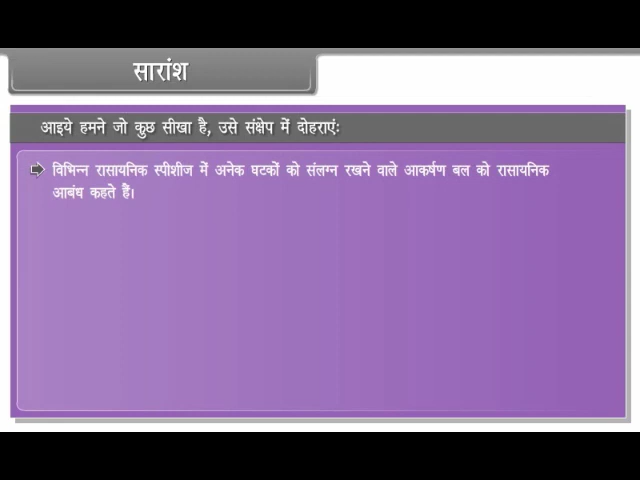 सारांश
आइये हमने जो कुछ सीखा है, उसे संक्षेप में दोहराएं:
विभिन्न रासायनिक स्पीशीज में अनेक घटकों को संलग्न रखने वाले आकर्षण बल को रासायनिक
आबंध कहते हैं।